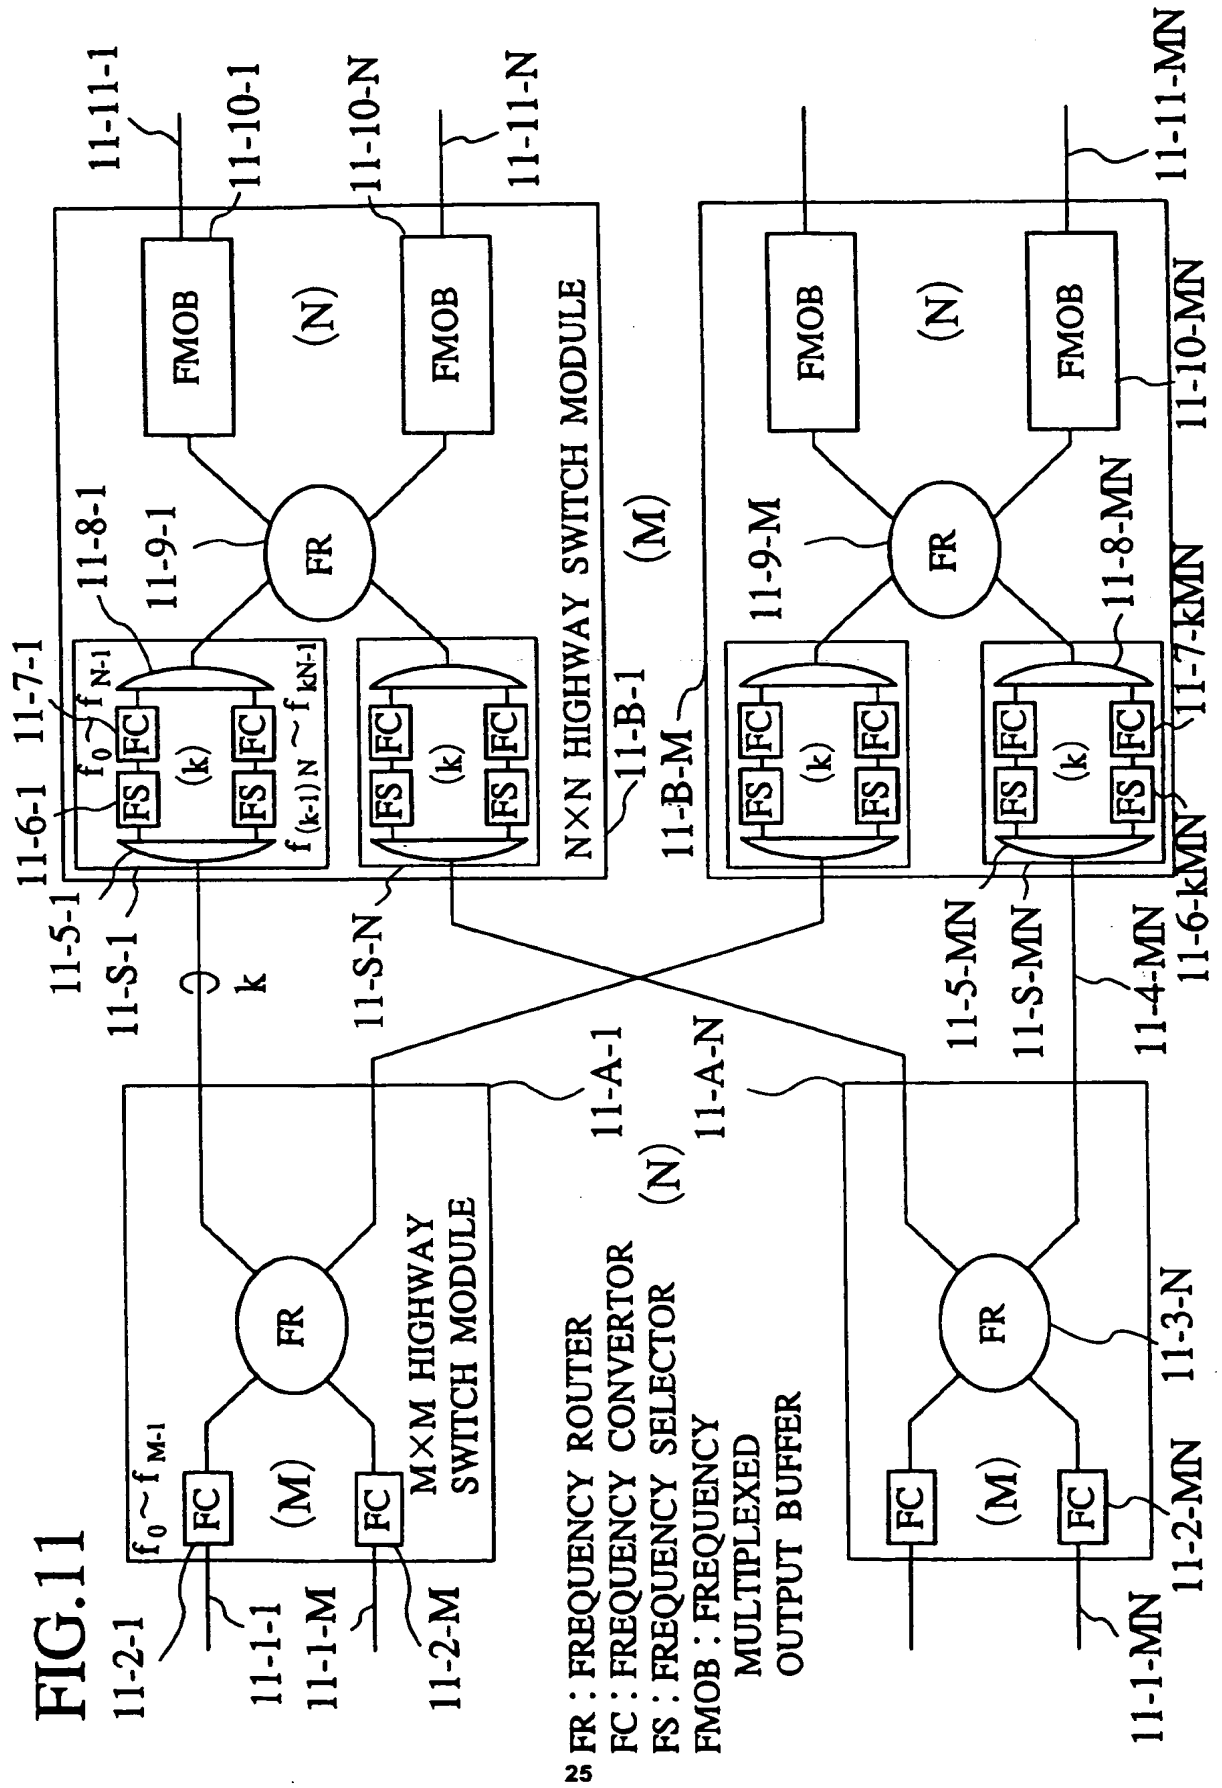 FIG.11
11-2-1
11-1-1
11-1-M
11-2-M
f0~fM-1
FC
(M)
FC
FR
M×M HIGHWAY
SWITCH MODULE
11-A-1
(N)
11-A-N
FC
(M)
FC
FR
11-3-N
11-2-MN
11-1-MN
k
11-4-MN
11-5-1
11-S-1
11-6-1
11-7-1
11-8-1
11-9-1
f0~fN-1
FS
FC
(k)
FS
FC
f(k-1)N~fkN-1
FR
FMOB
(N)
FMOB
11-11-1
11-10-1
11-10-N
11-11-N
11-S-N
FS
FC
(k)
FS
FC
N×N HIGHWAY SWITCH MODULE
11-B-1
(M)
11-B-M
11-9-M
FS
FC
(k)
FS
FC
FR
FMOB
(N)
FMOB
11-5-MN
11-S-MN
FS
FC
(k)
FS
FC
11-6-kMN
11-7-kMN
11-8-MN
11-10-MN
11-11-MN
FR : FREQUENCY ROUTER
FC : FREQUENCY CONVERTOR
FS : FREQUENCY SELECTOR
FMOB : FREQUENCY
MULTIPLEXED
OUTPUT BUFFER
25